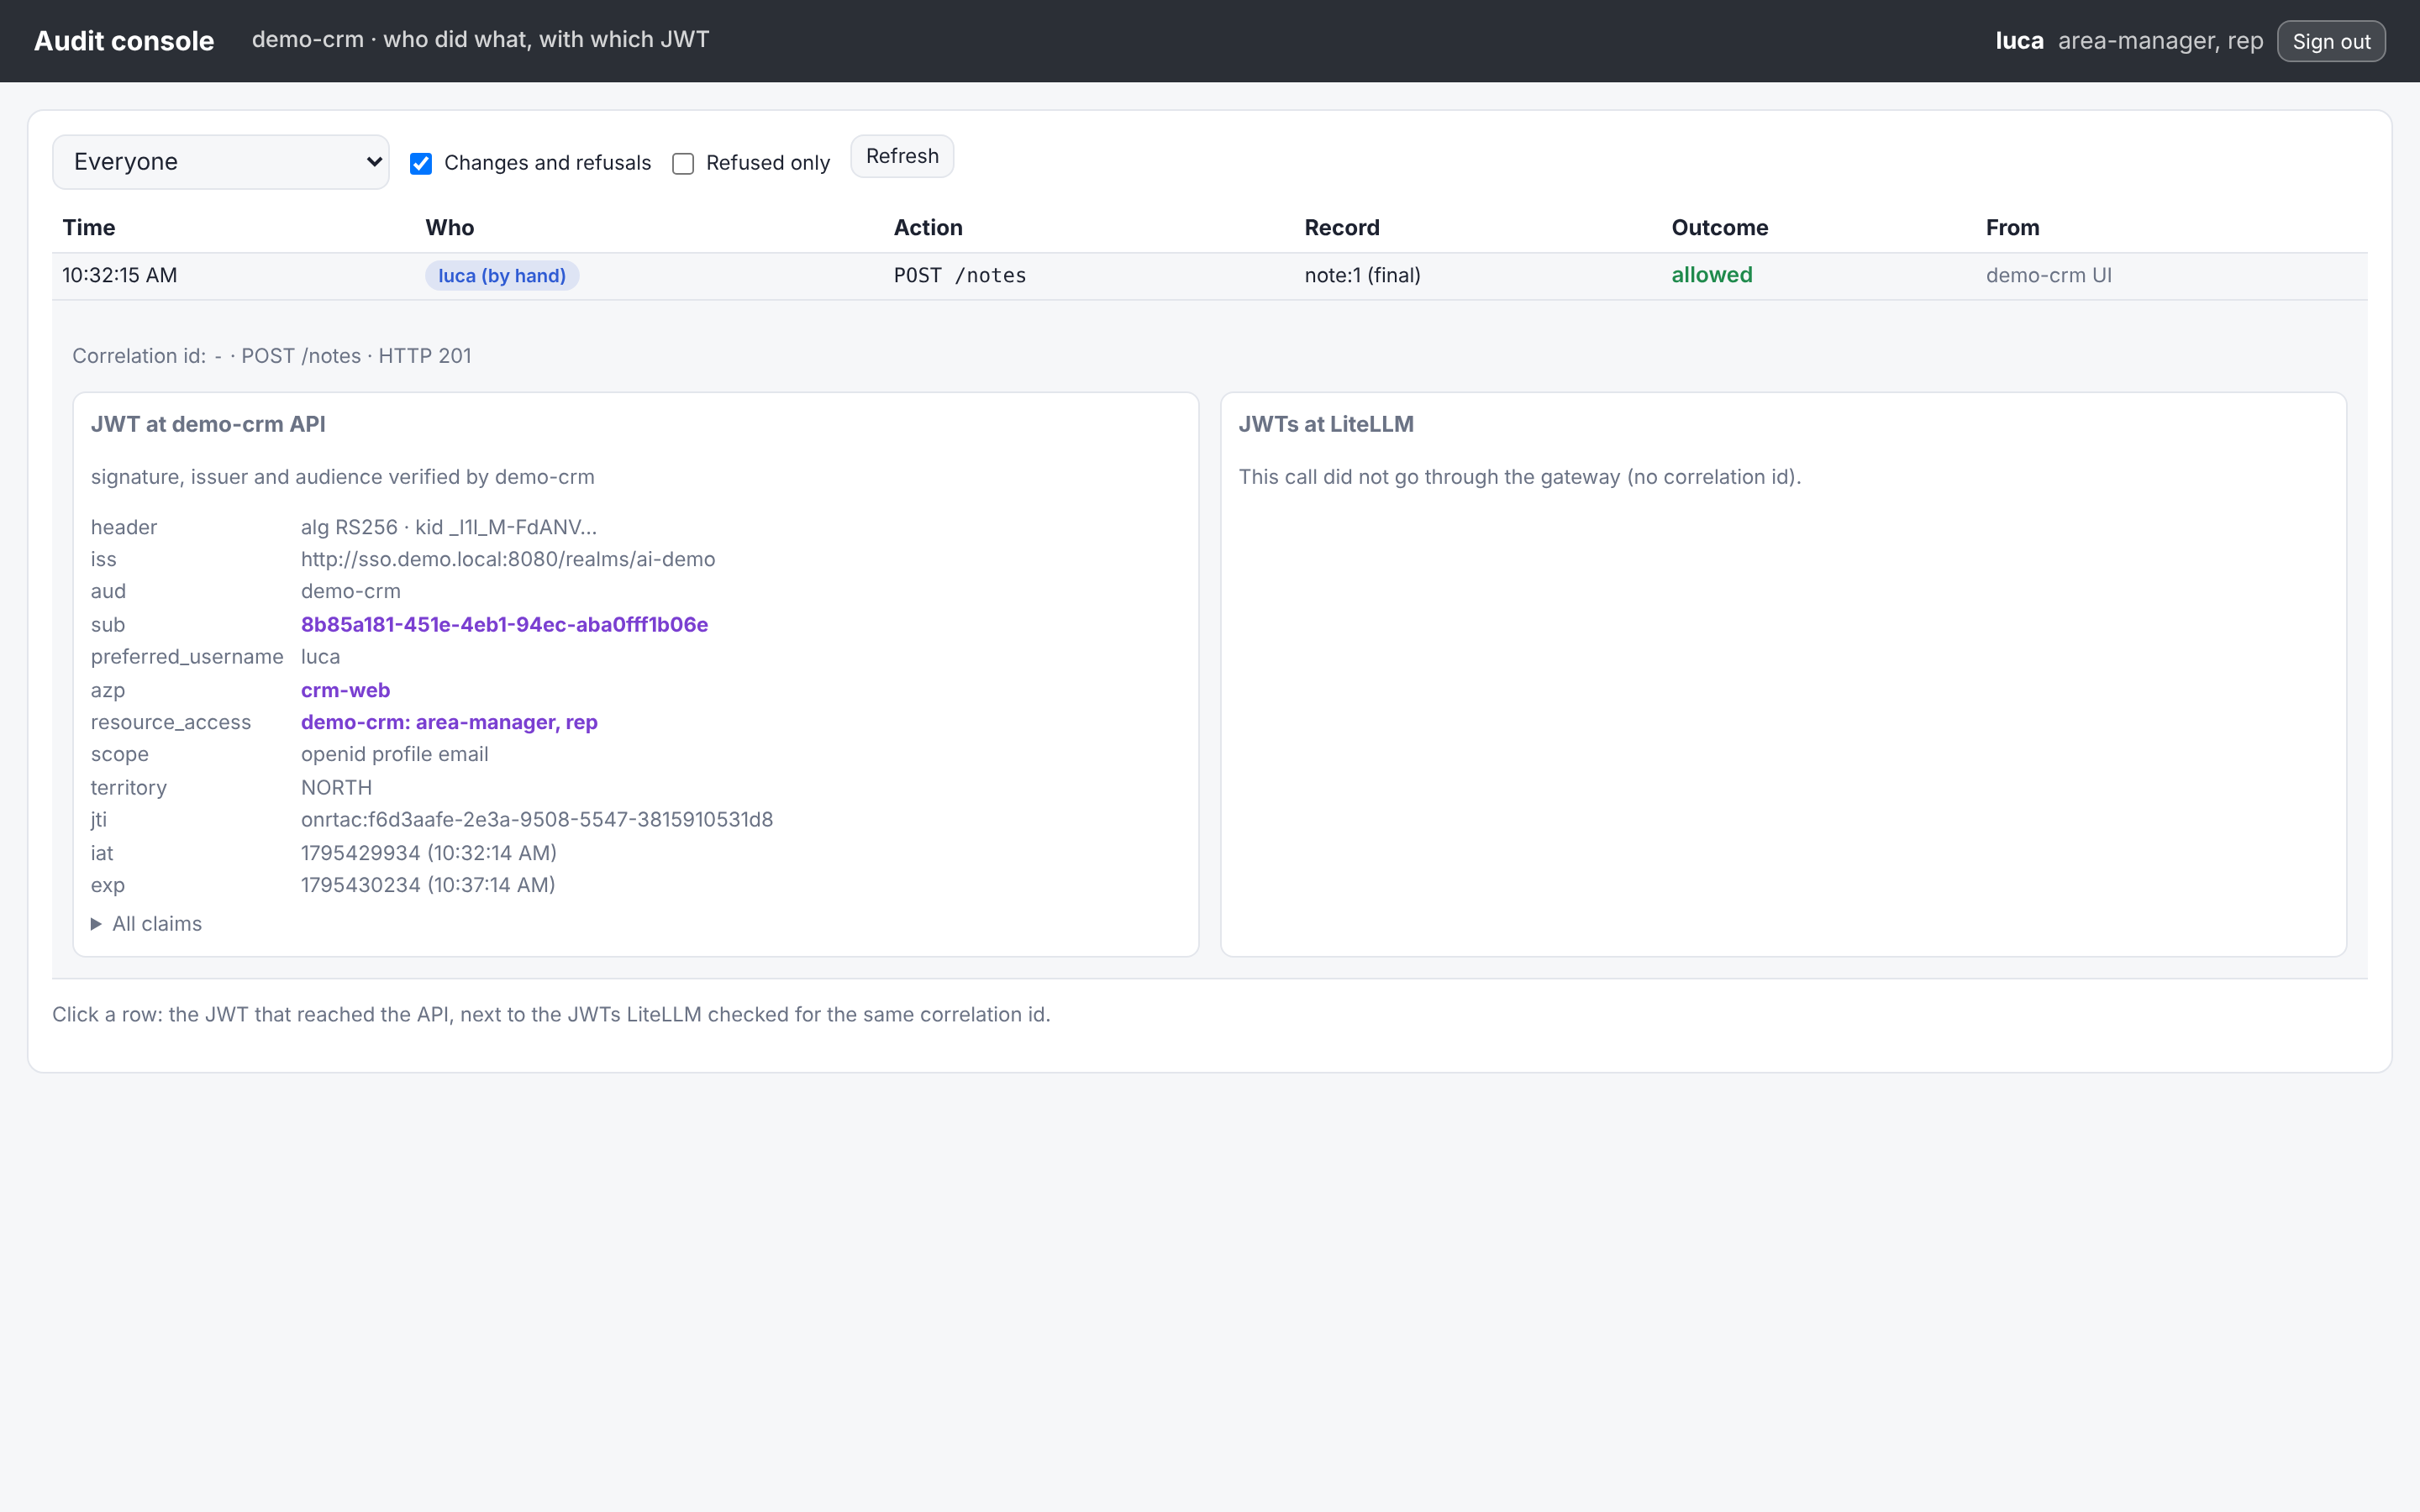 Audit console demo-crm · who did what, with which JWT luca area-manager, rep Sign out
Everyone Changes and refusals Refused only Refresh
Time Who Action Record Outcome From
10:32:15 AM luca (by hand) POST /notes note:1 (final) allowed demo-crm UI
Correlation id: - · POST /notes · HTTP 201
JWT at demo-crm API
signature, issuer and audience verified by demo-crm
header alg RS256 · kid _I1l_M-FdANV...
iss http://sso.demo.local:8080/realms/ai-demo
aud demo-crm
sub 8b85a181-451e-4eb1-94ec-aba0fff1b06e
preferred_username luca
azp crm-web
resource_access demo-crm: area-manager, rep
scope openid profile email
territory NORTH
jti onrtac:f6d3aafe-2e3a-9508-5547-3815910531d8
iat 1795429934 (10:32:14 AM)
exp 1795430234 (10:37:14 AM)
All claims
JWTs at LiteLLM
This call did not go through the gateway (no correlation id).
Click a row: the JWT that reached the API, next to the JWTs LiteLLM checked for the same correlation id.